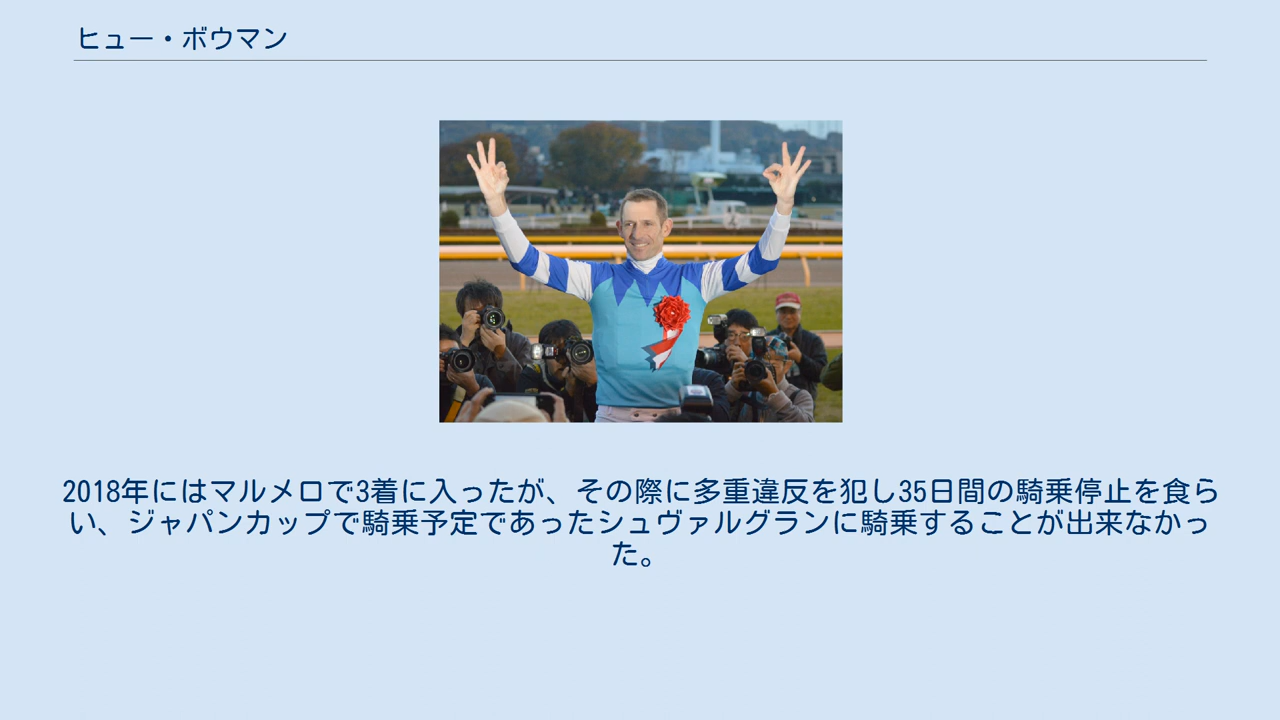 ヒュー・ボウマン
2018年にはマルメロで3着に入ったが、その際に多重違反を犯し35日間の騎乗停止を食ら
い、ジャパンカップで騎乗予定であったシュヴァルグランに騎乗することが出来なかっ
た。